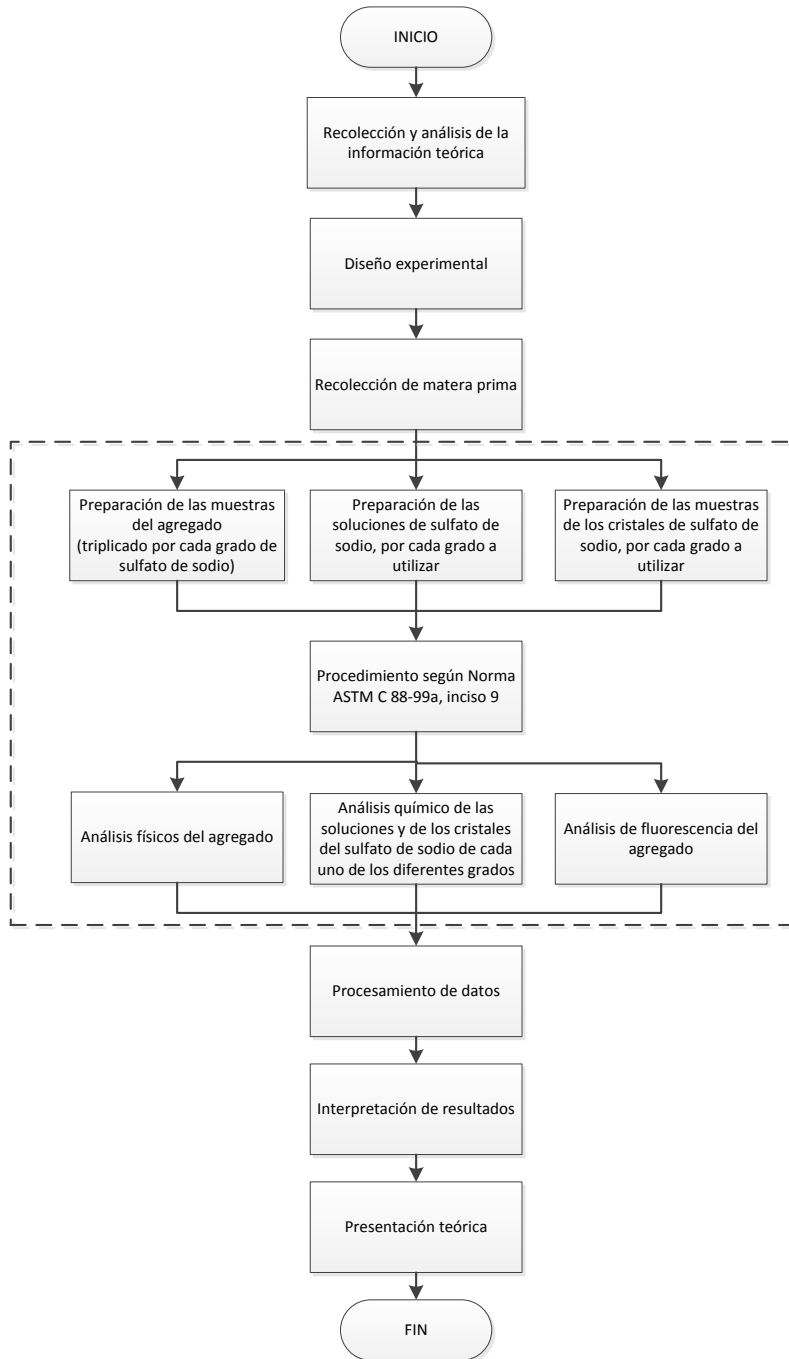 INICIO
Recolección y análisis de la
información teórica
Diseño experimental
Recolección de matera prima
Preparación de las muestras
del agregado
(triplicado por cada grado de
sulfato de sodio)
Preparación de las
soluciones de sulfato de
sodio, por cada grado a
utilizar
Preparación de las muestras
de los cristales de sulfato de
sodio, por cada grado a
utilizar
Procedimiento según Norma
ASTM C 88-99a, inciso 9
Análisis físicos del agregado
Análisis químico de las
soluciones y de los cristales
del sulfato de sodio de cada
uno de los diferentes grados
Análisis de fluorescencia del
agregado
Procesamiento de datos
Interpretación de resultados
Presentación teórica
FIN